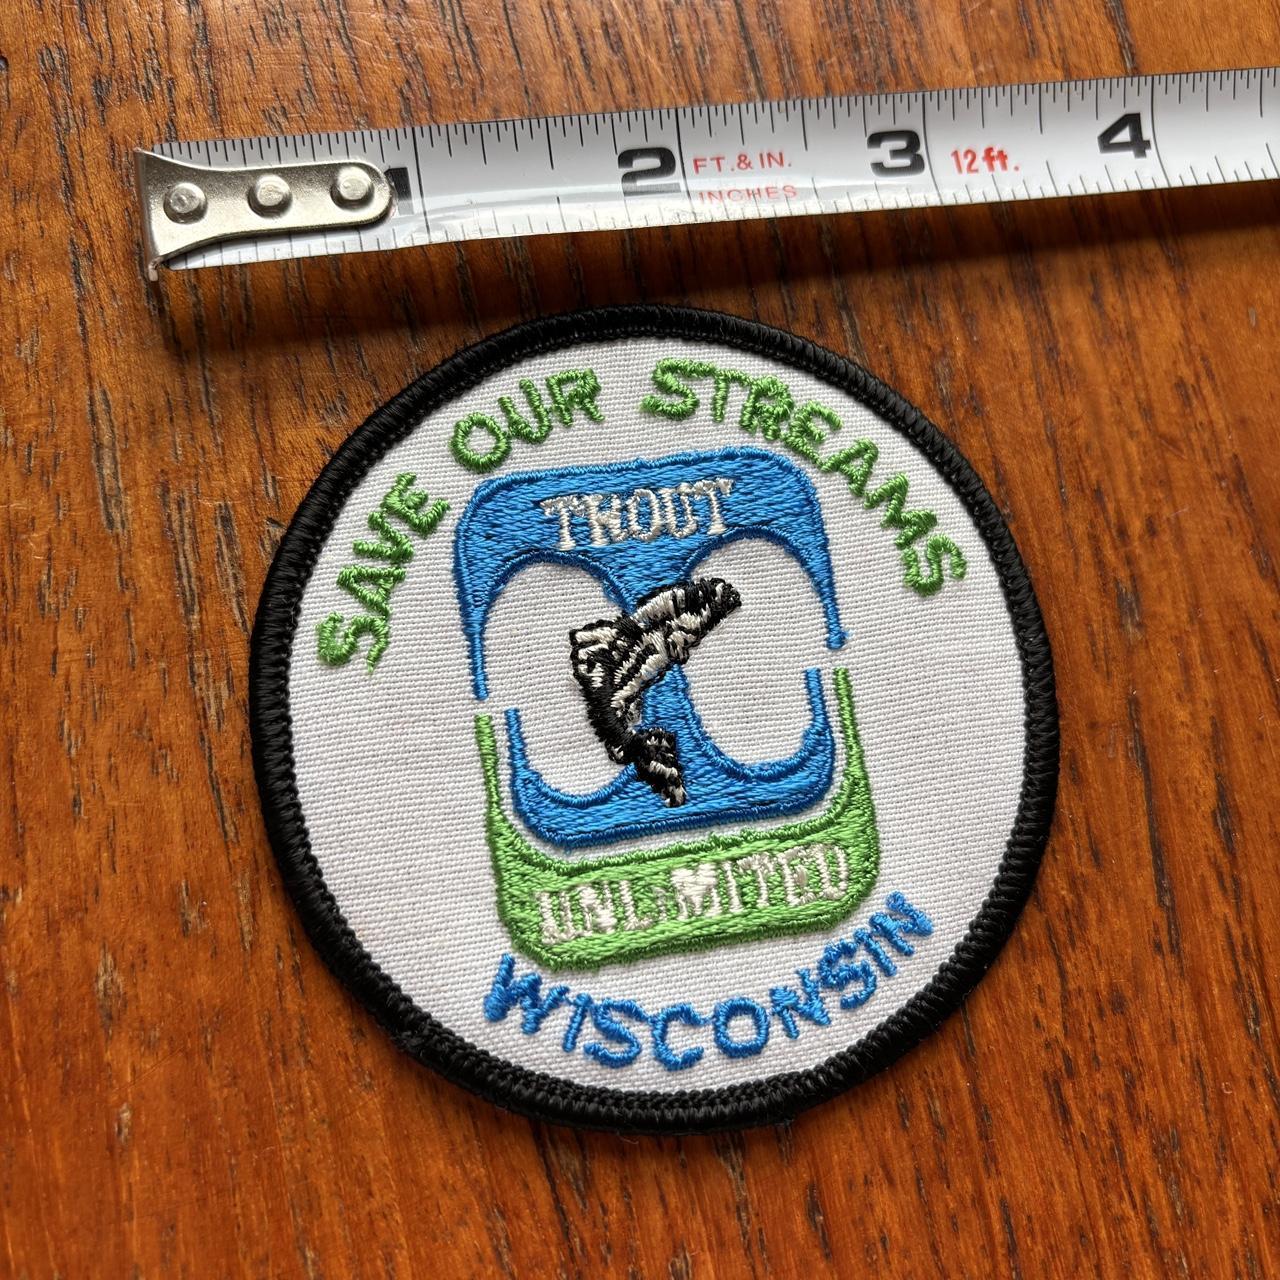 1 2 FT.& IN. INCHES 3 12 ft. 4
SAVE OUR STREAMS
TROUT
UNLIMITED
WISCONSIN